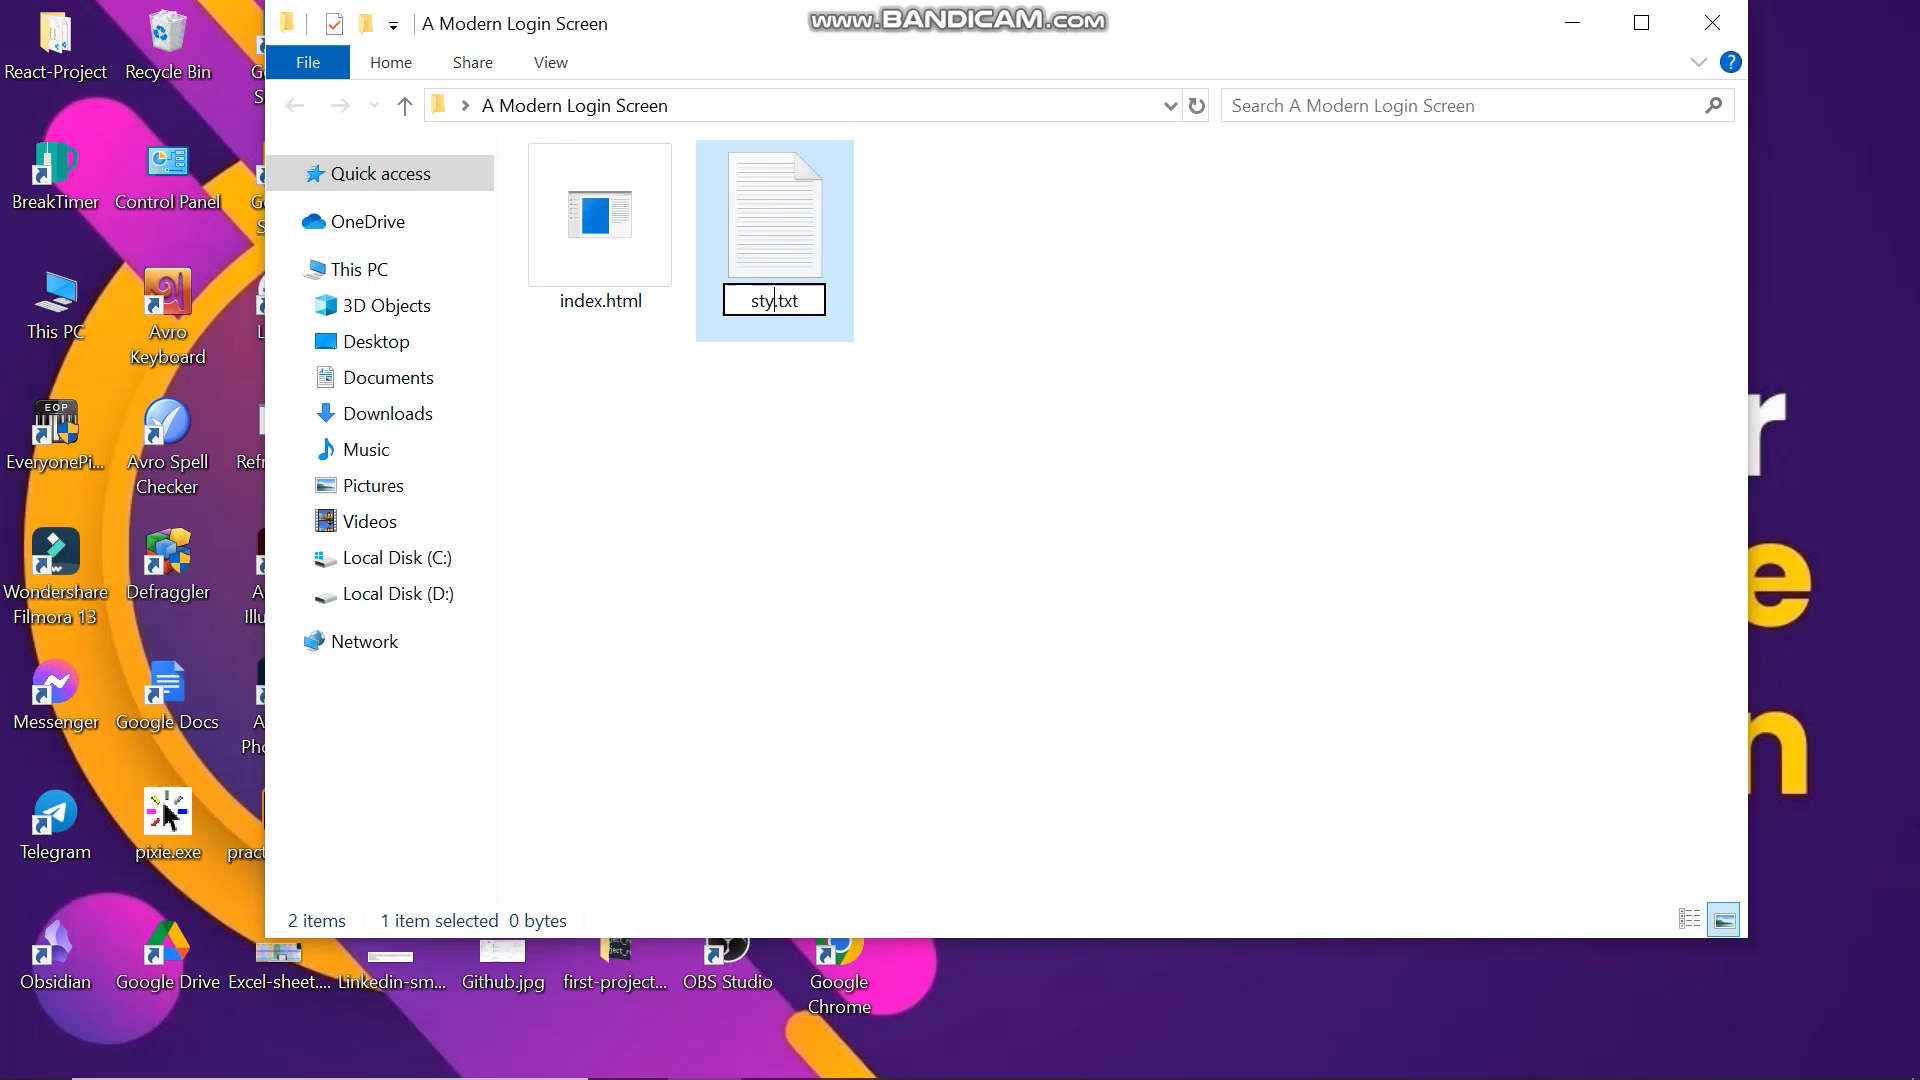 A Modern Login Screen
www.BANDICAM.com
File
Home
Share
View
A Modern Login Screen
Search A Modern Login Screen
Quick access
OneDrive
This PC
3D Objects
Desktop
Documents
Downloads
Music
Pictures
Videos
Local Disk (C:)
Local Disk (D:)
Network
index.html
sty.txt
2 items
1 item selected 0 bytes
React-Project
Recycle Bin
BreakTimer
Control Panel
This PC
Avro
Keyboard
EOP
EveryonePi...
Avro Spell
Checker
Wondershare
Filmora 13
Defraggler
Messenger
Google Docs
Telegram
pixie.exe
Obsidian
Google Drive
Excel-sheet....
Linkedin-sm...
Github.jpg
first-project...
OBS Studio
Google
Chrome
r
e
n